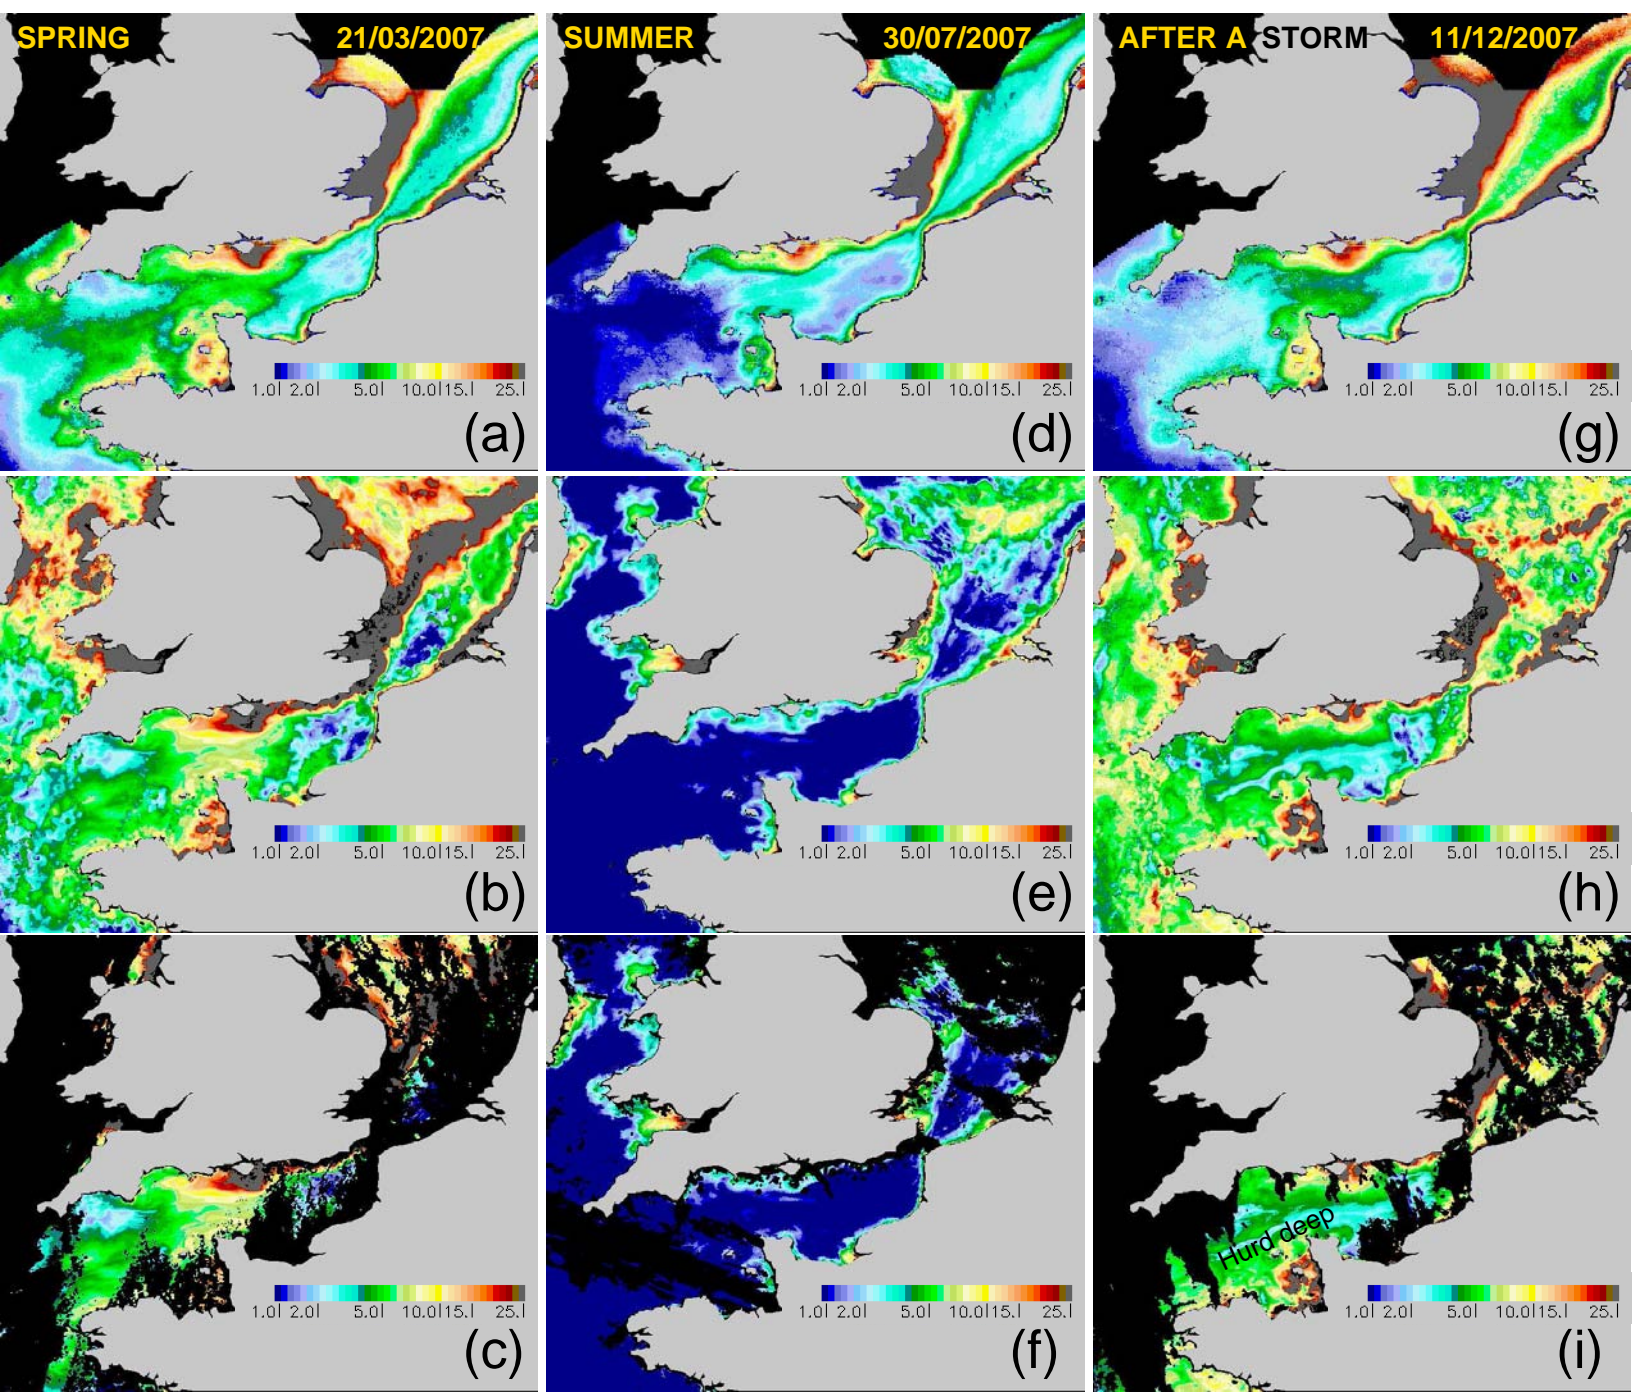 SPRING 21/03/2007 SUMMER 30/07/2007 AFTER A STORM 11/12/2007
1.0 2.0 5.0 10.0 15. 25. 1.0 2.0 5.0 10.0 15. 25. 1.0 2.0 5.0 10.0 15. 25.
(a) (d) (g)
1.0 2.0 5.0 10.0 15. 25. 1.0 2.0 5.0 10.0 15. 25. 1.0 2.0 5.0 10.0 15. 25.
(b) (e) (h)
Hurd deep
1.0 2.0 5.0 10.0 15. 25. 1.0 2.0 5.0 10.0 15. 25. 1.0 2.0 5.0 10.0 15. 25.
(c) (f) (i)